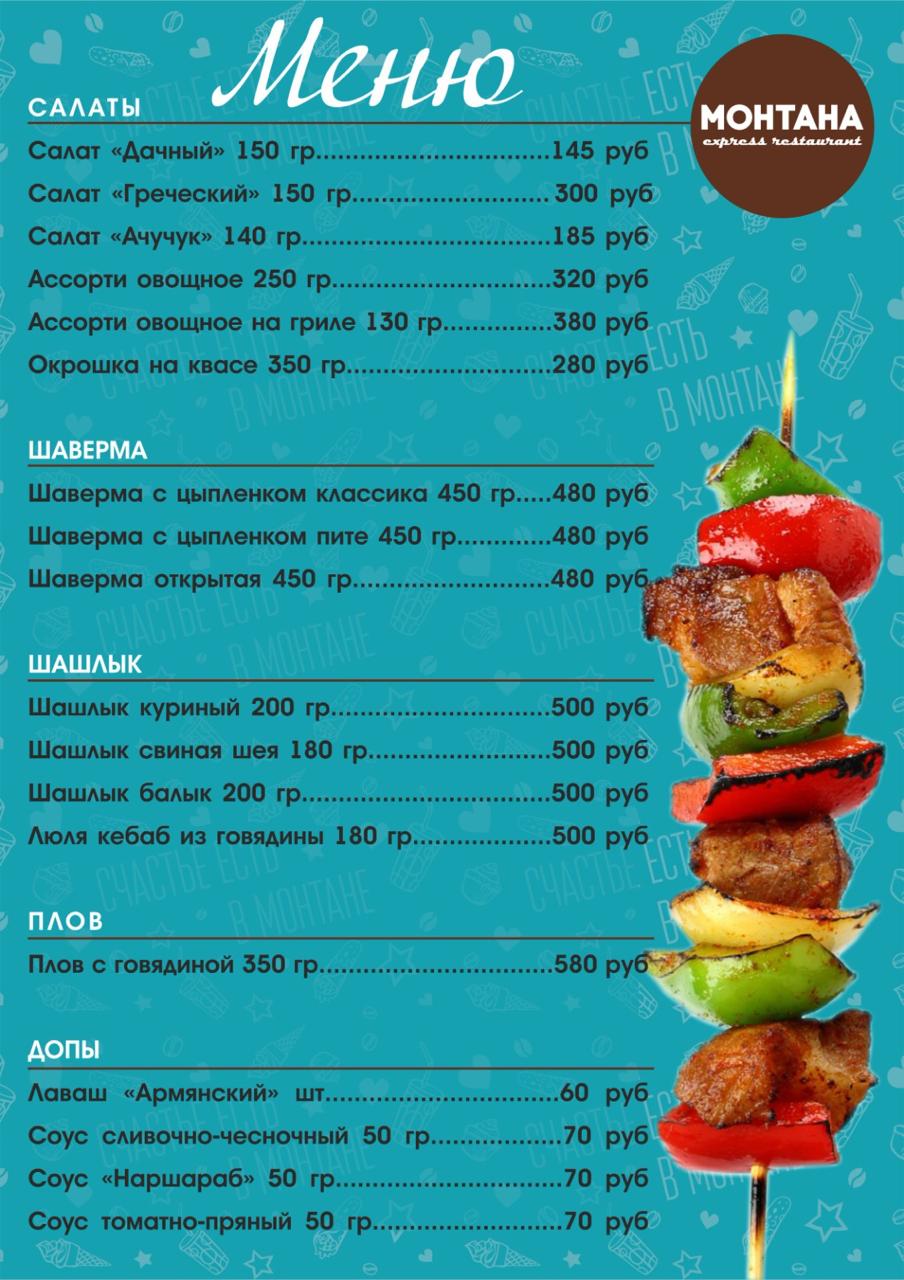 Меню
МОНТАНА
express restaurant
САЛАТЫ
Салат «Дачный» 150 гр..............................145 руб
Салат «Греческий» 150 гр......................... 300 руб
Салат «Ачучук» 140 гр................................185 руб
Ассорти овощное 250 гр............................320 руб
Ассорти овощное на гриле 130 гр..............380 руб
Окрошка на квасе 350 гр..........................280 руб
ШАВЕРМА
Шаверма с цыпленком классика 450 гр.....480 руб
Шаверма с цыпленком пите 450 гр.............480 руб
Шаверма открытая 450 гр.........................480 руб
ШАШЛЫК
Шашлык куриный 200 гр............................500 руб
Шашлык свиная шея 180 гр.......................500 руб
Шашлык балык 200 гр................................500 руб
Люля кебаб из говядины 180 гр.................500 руб
ПЛОВ
Плов с говядиной 350 гр..............................580 руб
ДОПЫ
Лаваш «Армянский» шт..............................60 руб
Соус сливочно-чесночный 50 гр.................70 руб
Соус «Наршараб» 50 гр.............................70 руб
Соус томатно-пряный 50 гр........................70 руб
СЧАСТЬЕ ЕСТЬ
В МОНТАНЕ